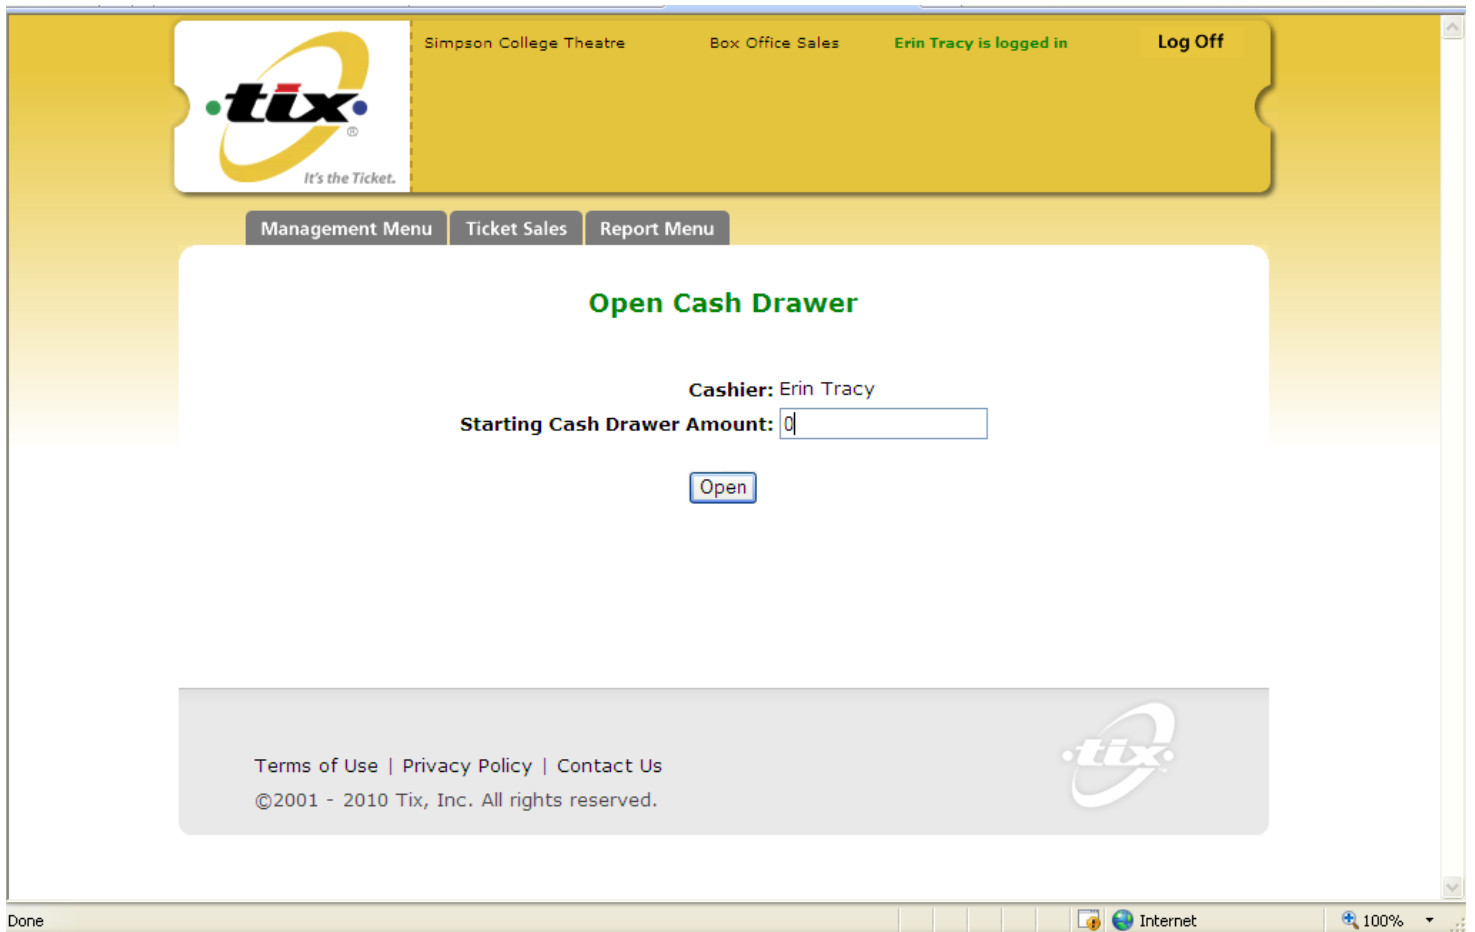 Simpson College Theatre Box Office Sales Erin Tracy is logged in Log Off
tix ®
It's the Ticket.
Management Menu Ticket Sales Report Menu
Open Cash Drawer
Cashier: Erin Tracy
Starting Cash Drawer Amount: 0
Open
tix
Terms of Use | Privacy Policy | Contact Us
©2001 - 2010 Tix, Inc. All rights reserved.
Done Internet 100%